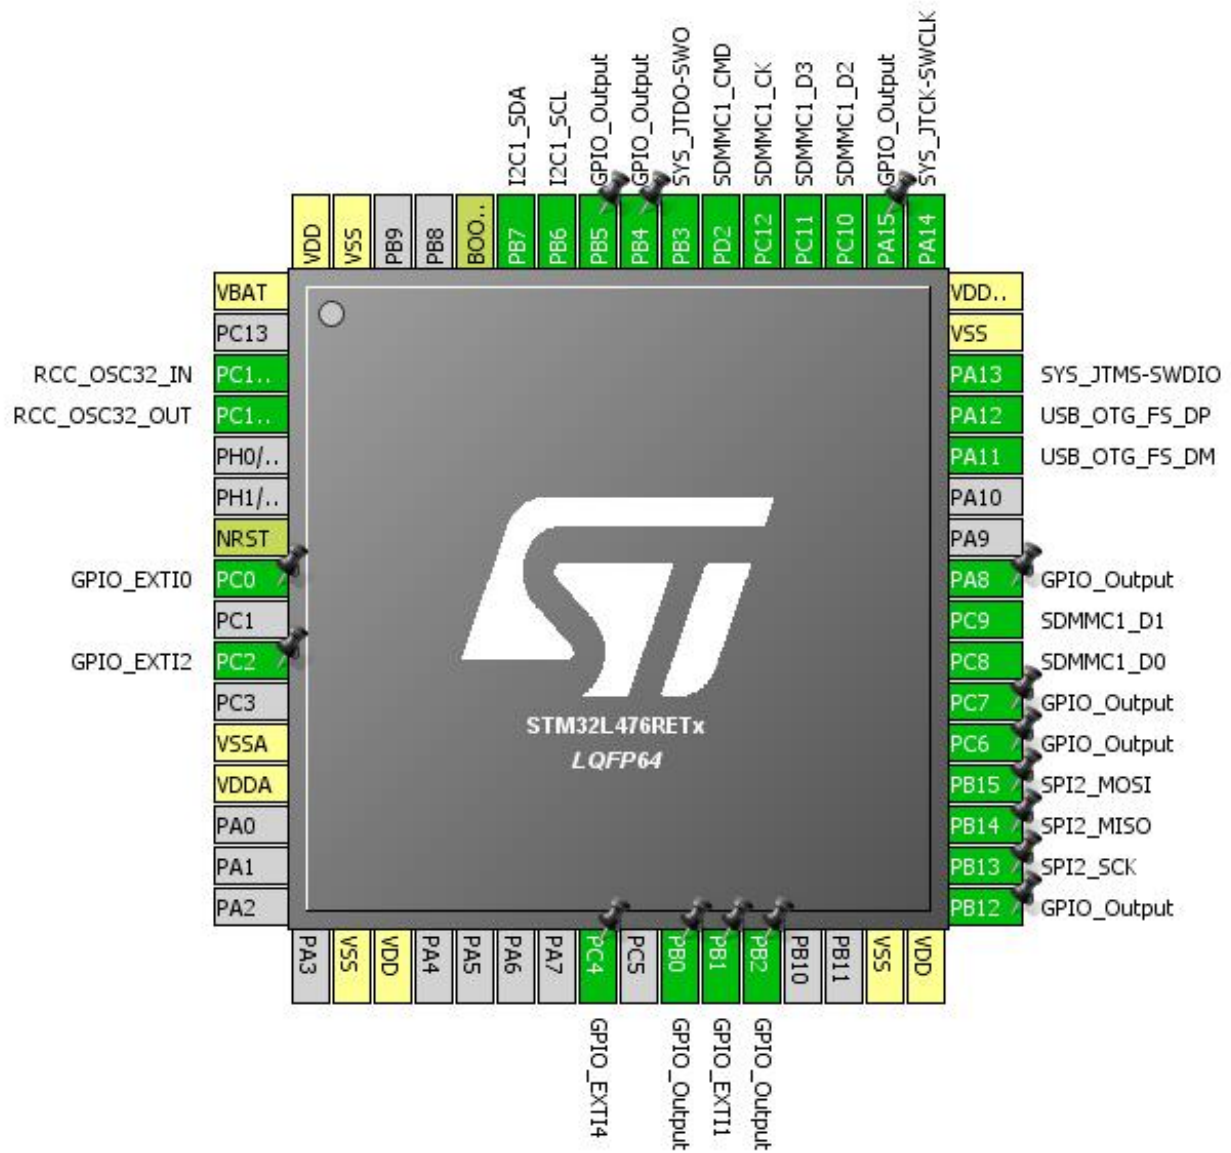 I2C1_SDA
I2C1_SCL
GPIO_Output
GPIO_Output
SYS_JTDO-SWO
SDMMC1_CMD
SDMMC1_CK
SDMMC1_D3
SDMMC1_D2
GPIO_Output
SYS_JTCK-SWCLK
VDD
VSS
PB9
PB8
BOO..
PB7
PB6
PB5
PB4
PB3
PD2
PC12
PC11
PC10
PA15
PA14
VBAT
PC13
RCC_OSC32_IN PC1..
RCC_OSC32_OUT PC1..
PH0/..
PH1/..
NRST
GPIO_EXTI0 PC0
PC1
GPIO_EXTI2 PC2
PC3
VSSA
VDDA
PA0
PA1
PA2
ST
STM32L476RETx
LQFP64
VDD..
VSS
PA13 SYS_JTMS-SWDIO
PA12 USB_OTG_FS_DP
PA11 USB_OTG_FS_DM
PA10
PA9
PA8 GPIO_Output
PC9 SDMMC1_D1
PC8 SDMMC1_D0
PC7 GPIO_Output
PC6 GPIO_Output
PB15 SPI2_MOSI
PB14 SPI2_MISO
PB13 SPI2_SCK
PB12 GPIO_Output
PA3
VSS
VDD
PA4
PA5
PA6
PA7
PC4
PC5
PB0
PB1
PB2
PB10
PB11
VSS
VDD
GPIO_EXTI4
GPIO_Output
GPIO_EXTI1
GPIO_Output